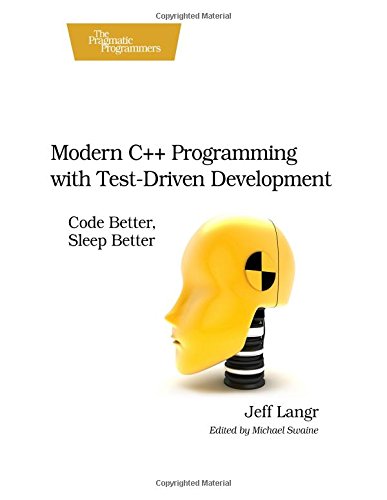 Copyrighted Material
The
Pragmatic
Programmers
Modern C++ Programming
with Test-Driven Development
Code Better,
Sleep Better
Jeff Langr
Edited by Michael Swaine
Copyrighted Material